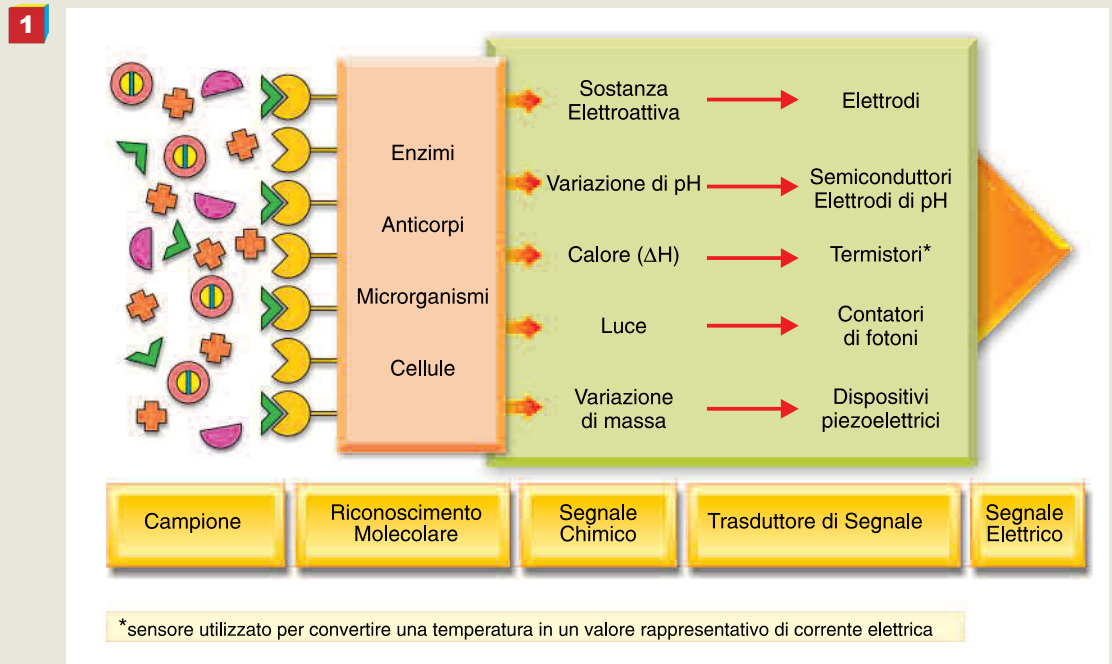 1
Enzimi
Anticorpi
Microrganismi
Cellule
Sostanza
Elettroattiva
Elettrodi
Variazione di pH
Semiconduttori
Elettrodi di pH
Calore (ΔH)
Termistori*
Luce
Contatori
di fotoni
Variazione
di massa
Dispositivi
piezoelettrici
Campione
Riconoscimento
Molecolare
Segnale
Chimico
Trasduttore di Segnale
Segnale
Elettrico
*sensore utilizzato per convertire una temperatura in un valore rappresentativo di corrente elettrica